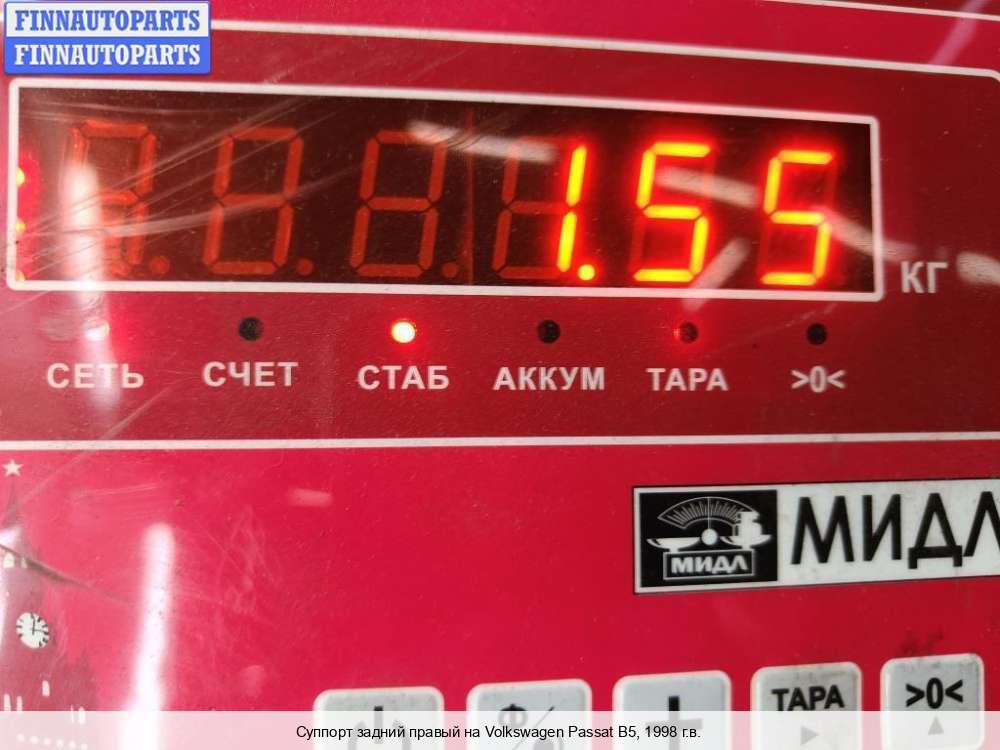 FINNAUTOPARTS
FINNAUTOPARTS
1.55
КГ
СЕТЬ СЧЕТ СТАБ АККУМ ТАРА >0<
МИДЛ
МИДЛ
ТАРА >0<
Суппорт задний правый на Volkswagen Passat B5, 1998 г.в.